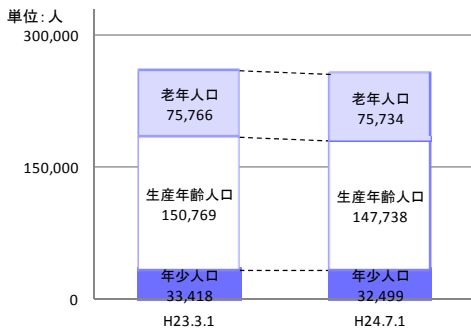 単位：人
300,000
老年人口
75,766
老年人口
75,734
150,000
生産年齢人口
150,769
生産年齢人口
147,738
年少人口
33,418
年少人口
32,499
0
H23.3.1
H24.7.1